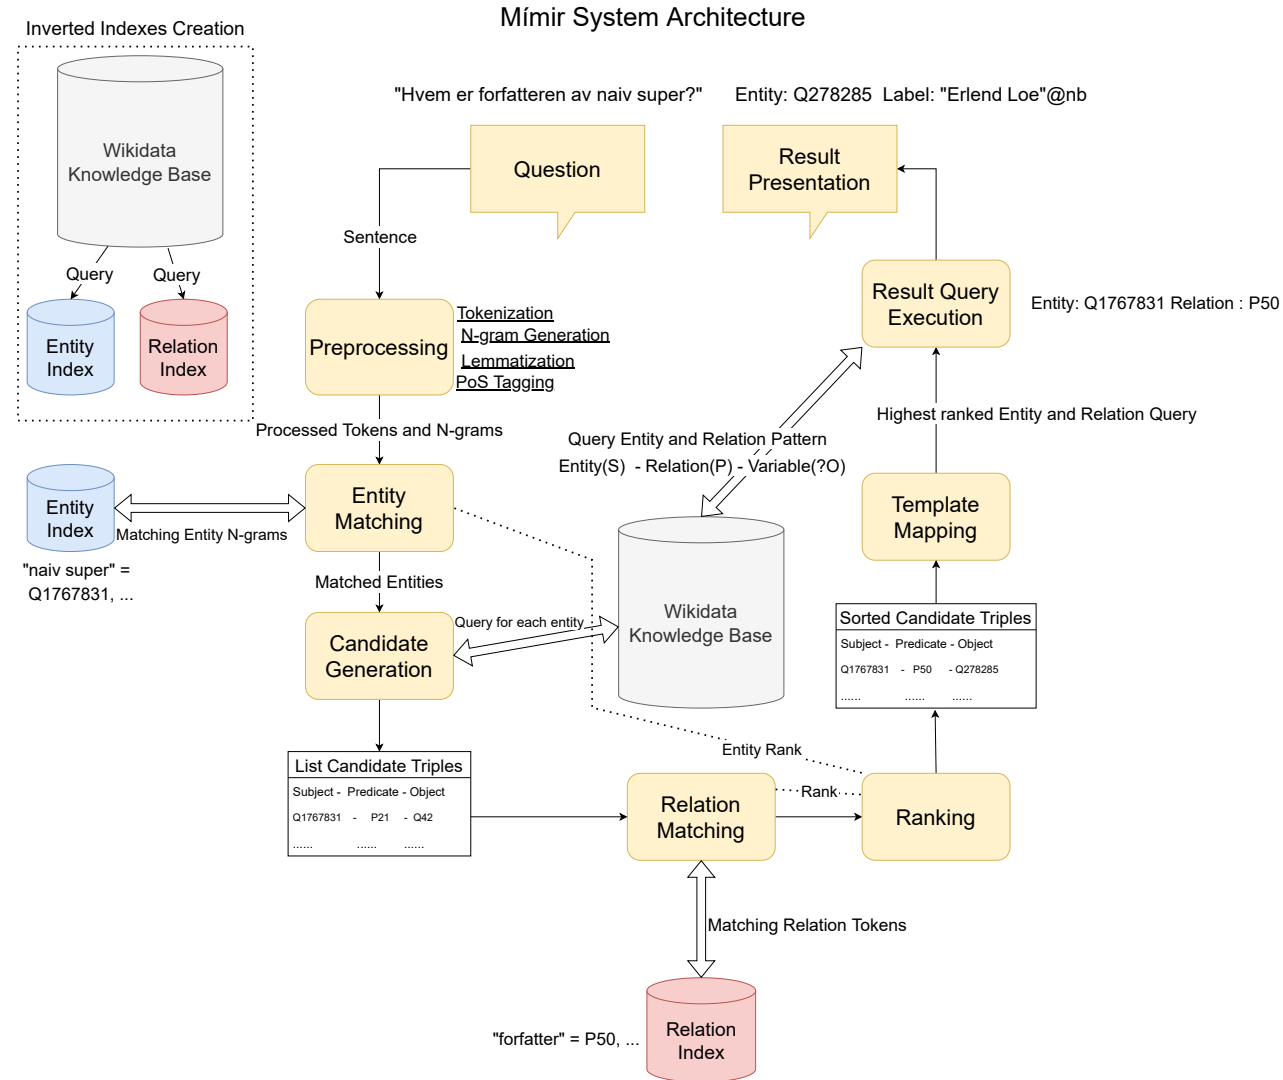 Mímir System Architecture
Inverted Indexes Creation
Wikidata
Knowledge Base
Query
Query
Entity
Index
Relation
Index
"Hvem er forfatteren av naiv super?"
Entity: Q278285 Label: "Erlend Loe"@nb
Question
Result
Presentation
Sentence
Preprocessing
Tokenization
N-gram Generation
Lemmatization
PoS Tagging
Result Query
Execution
Entity: Q1767831 Relation : P50
Processed Tokens and N-grams
Highest ranked Entity and Relation Query
Query Entity and Relation Pattern
Entity(S) - Relation(P) - Variable(?O)
Entity
Index
Matching Entity N-grams
"naiv super" =
Q1767831, ...
Entity
Matching
Template
Mapping
Matched Entities
Candidate
Generation
Query for each entity
Wikidata
Knowledge Base
Sorted Candidate Triples
Subject - Predicate - Object
Q1767831 - P50 - Q278285
...... ...... ......
List Candidate Triples
Subject - Predicate - Object
Q1767831 - P21 - Q42
...... ...... ......
Entity Rank
Rank
Relation
Matching
Ranking
Matching Relation Tokens
"forfatter" = P50, ...
Relation
Index